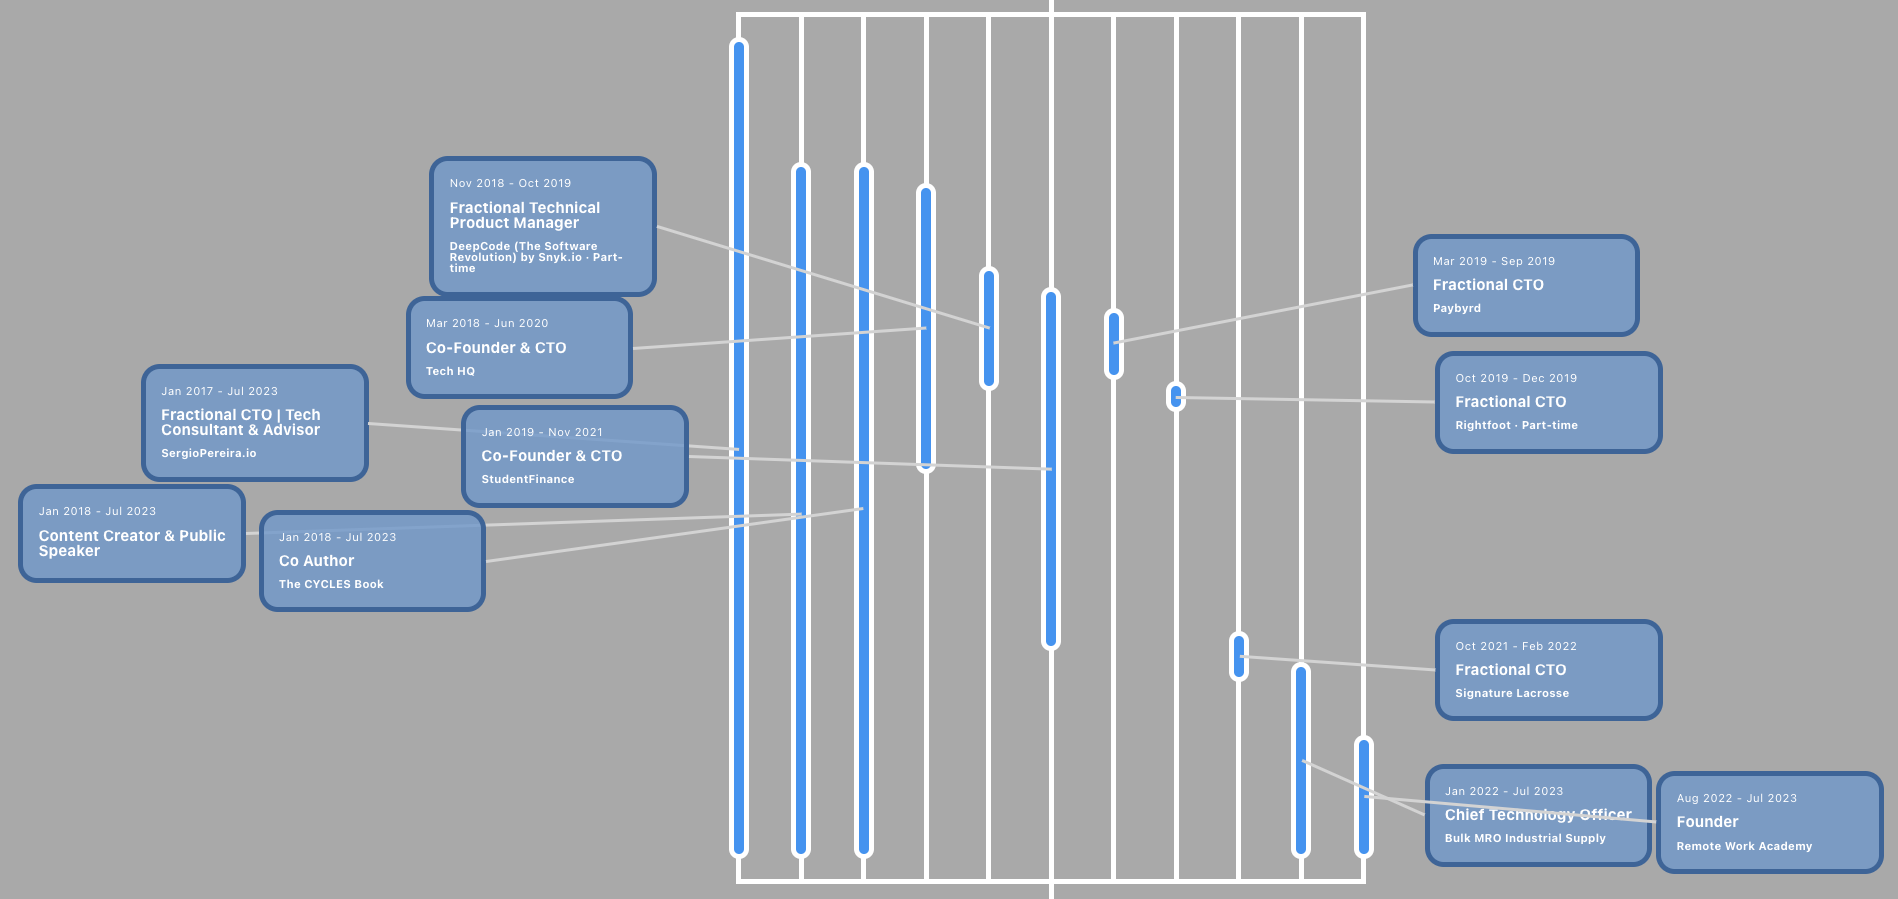 Nov 2018 - Oct 2019
Fractional Technical
Product Manager
DeepCode (The Software
Revolution) by Snyk.io · Part-
time
Mar 2018 - Jun 2020
Co-Founder & CTO
Tech HQ
Jan 2017 - Jul 2023
Fractional CTO | Tech
Consultant & Advisor
SergioPereira.io
Jan 2019 - Nov 2021
Co-Founder & CTO
StudentFinance
Jan 2018 - Jul 2023
Content Creator & Public
Speaker
Jan 2018 - Jul 2023
Co Author
The CYCLES Book
Mar 2019 - Sep 2019
Fractional CTO
Paybyrd
Oct 2019 - Dec 2019
Fractional CTO
Rightfoot · Part-time
Oct 2021 - Feb 2022
Fractional CTO
Signature Lacrosse
Jan 2022 - Jul 2023
Chief Technology Officer
Bulk MRO Industrial Supply
Aug 2022 - Jul 2023
Founder
Remote Work Academy